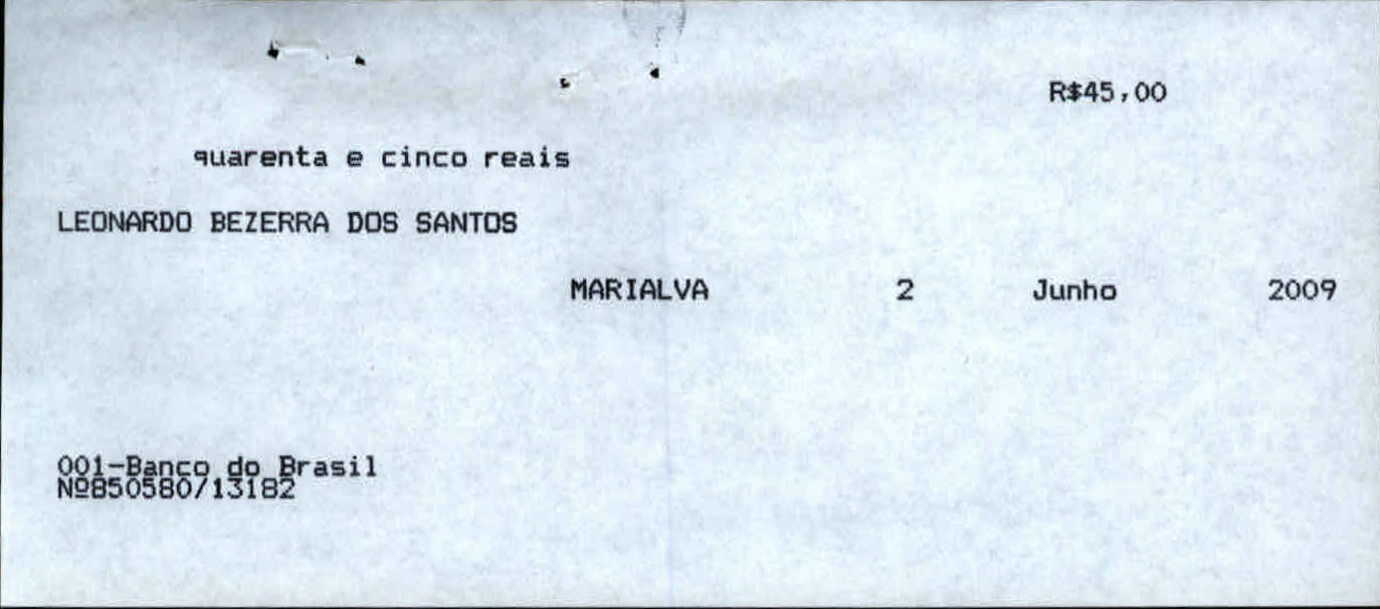 R$45,00
quarenta e cinco reais
LEONARDO BEZERRA DOS SANTOS
MARIALVA 2 Junho 2009
001-Banco do Brasil
Nº850580/13182